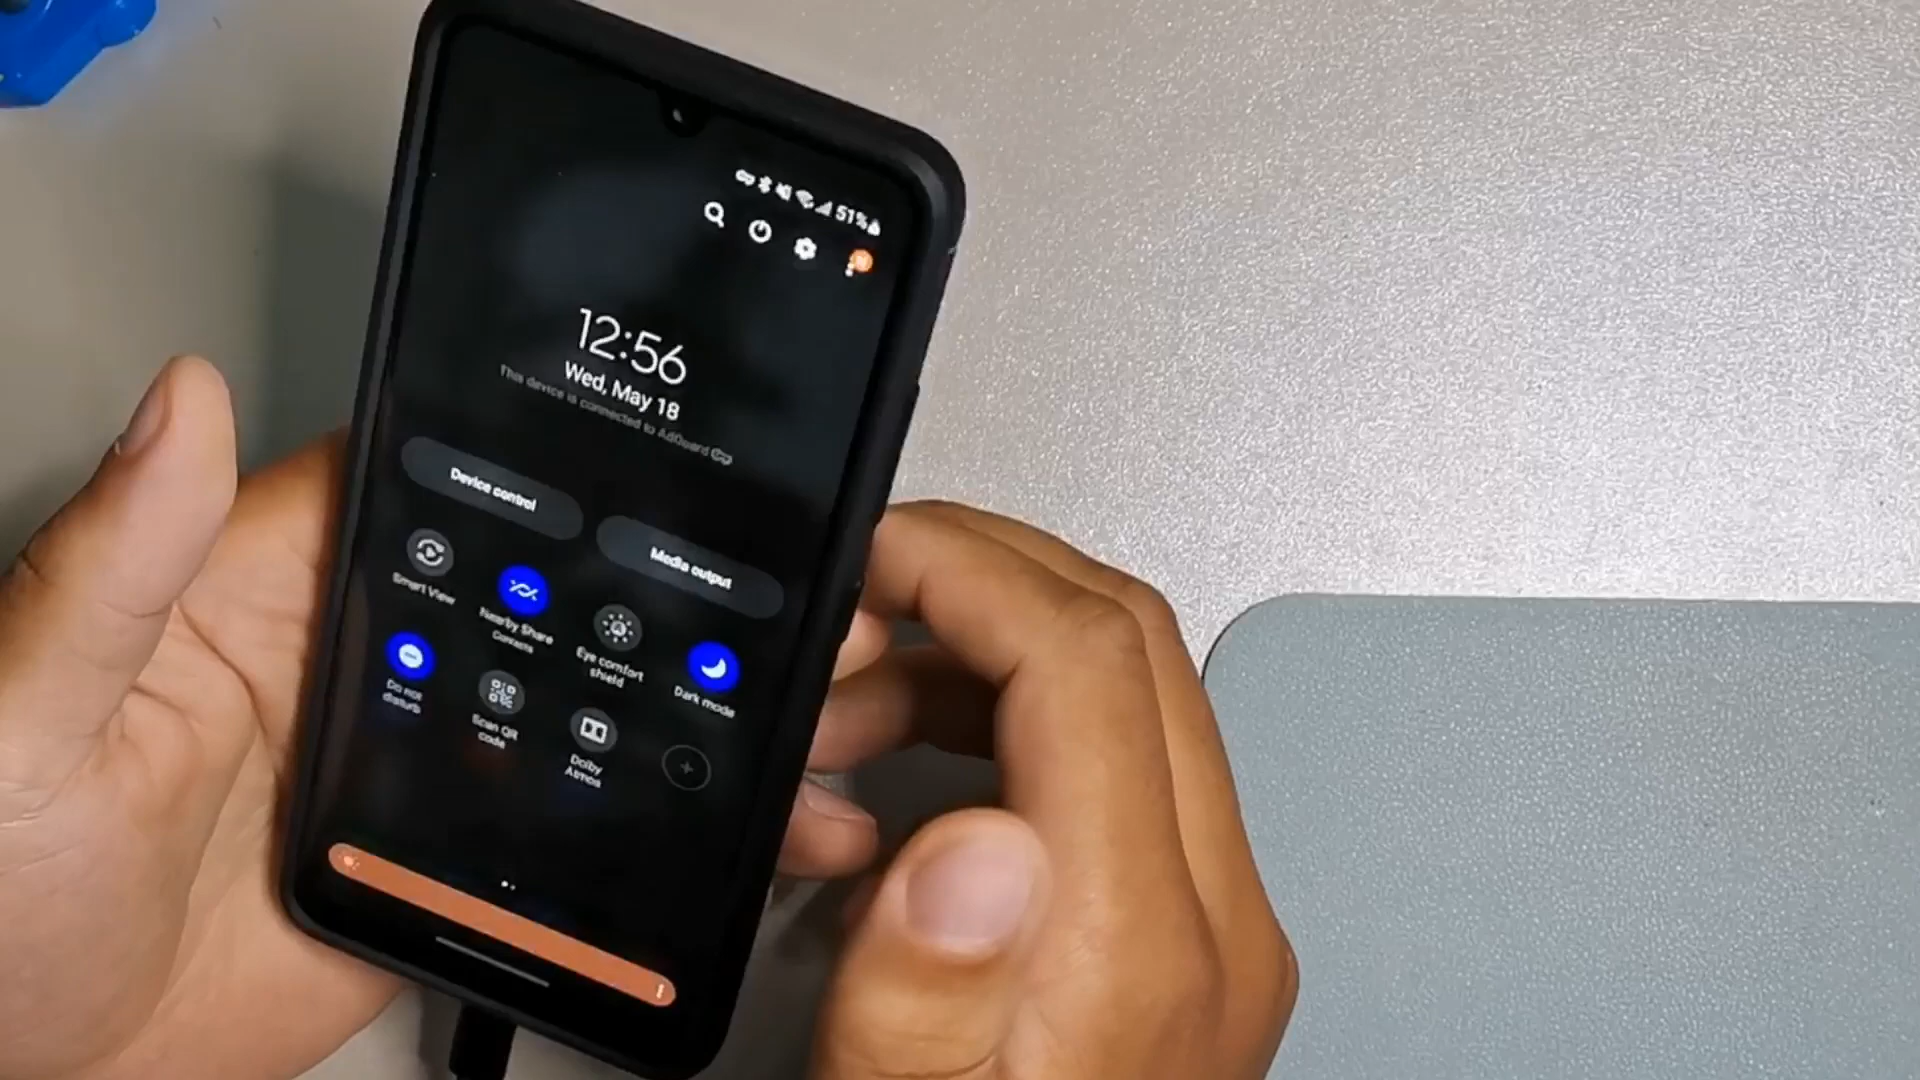 51%
12:56
Wed, May 18
This device is connected to AdGuard
Device control
Media output
Smart View
Nearby Share
Contacts
Eye comfort
shield
Dark mode
Do not
disturb
Scan QR
code
Dolby
Atmos